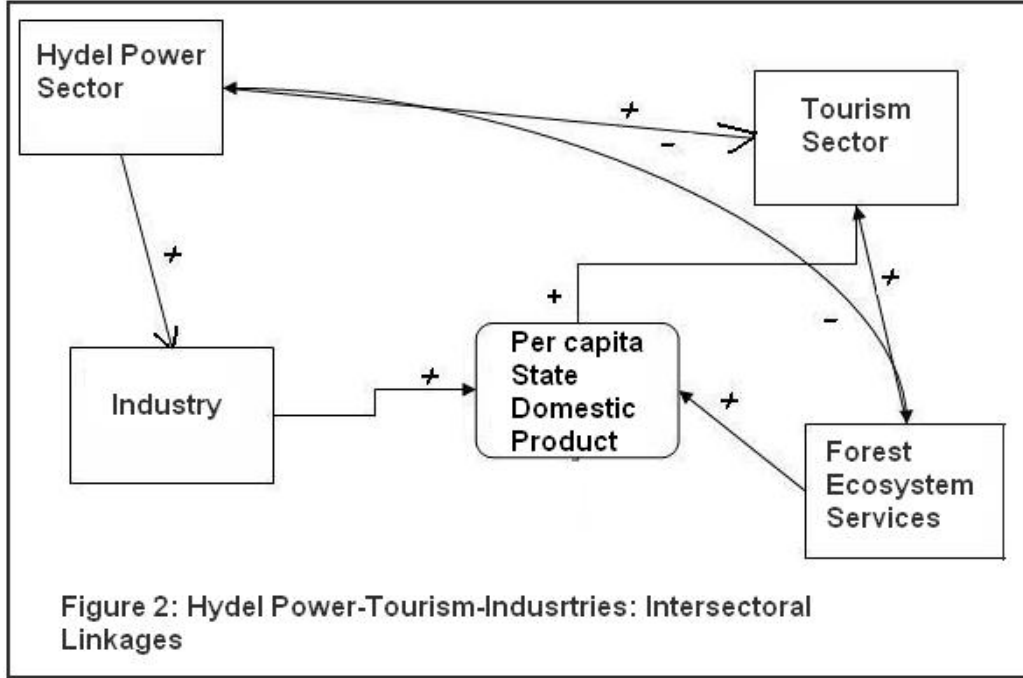 Hydel Power
Sector
+
-
Tourism
Sector
+
+
+
-
Per capita
State
Domestic
Product
Industry
+
+
Forest
Ecosystem
Services
Figure 2: Hydel Power-Tourism-Indusrtries: Intersectoral
Linkages